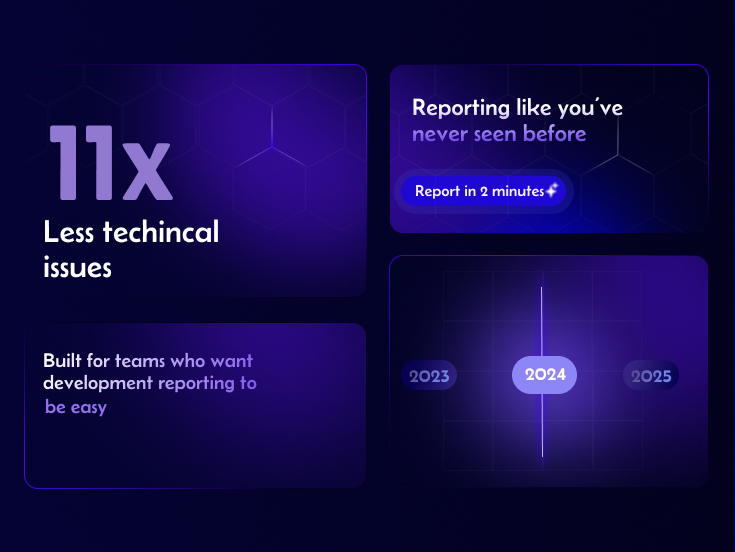 11x
Less techincal
issues
Reporting like you've
never seen before
Report in 2 minutes
Built for teams who want
development reporting to
be easy
2023
2024
2025